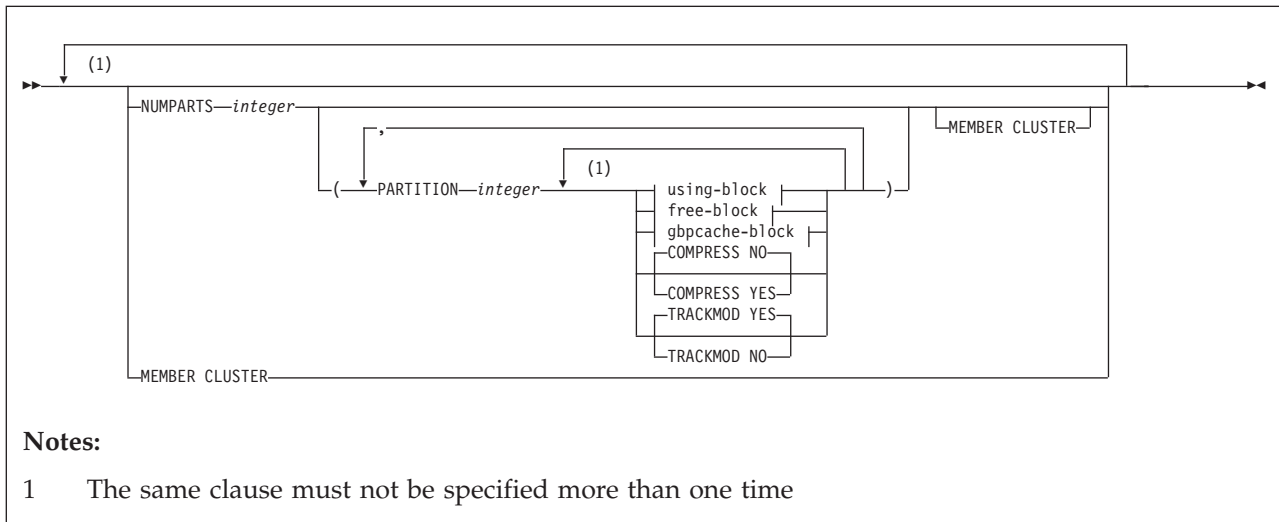 (1)
NUMPARTS integer
,
MEMBER CLUSTER
(1)
( PARTITION integer using-block )
free-block
gbpcache-block
COMPRESS NO
COMPRESS YES
TRACKMOD YES
TRACKMOD NO
MEMBER CLUSTER
Notes:
1 The same clause must not be specified more than one time